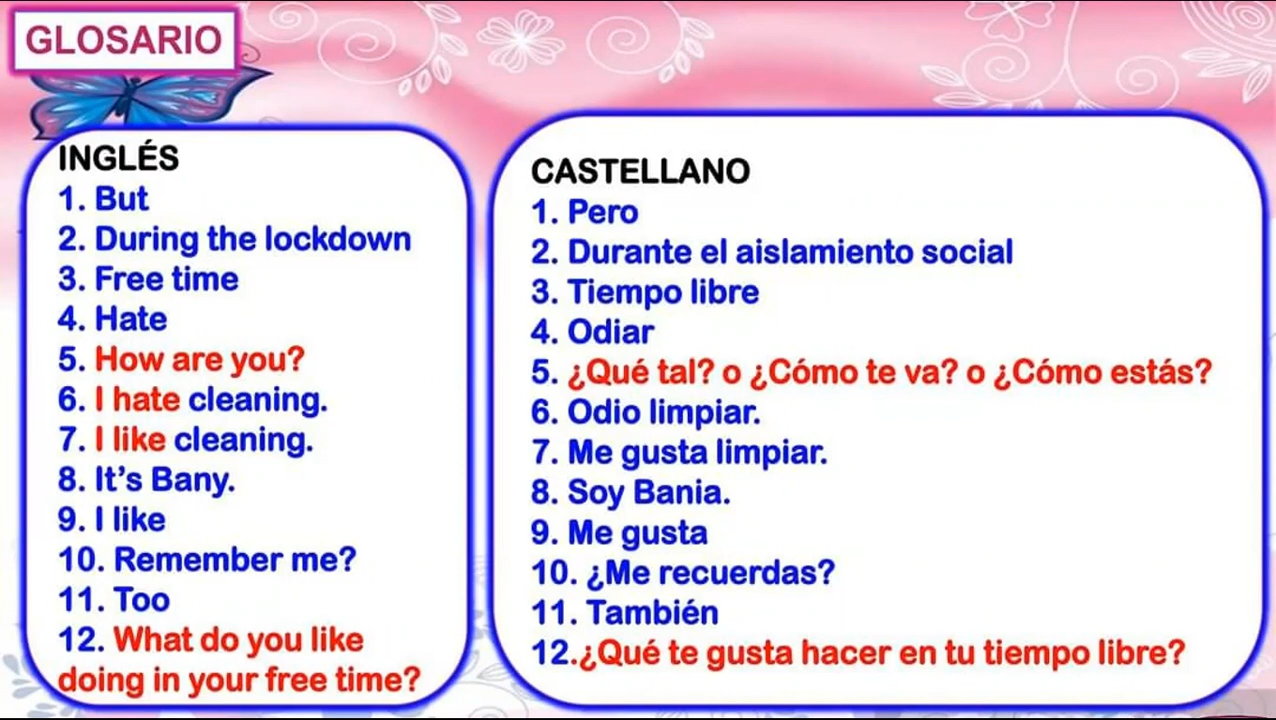 GLOSARIO
INGLÉS
1. But
2. During the lockdown
3. Free time
4. Hate
5. How are you?
6. I hate cleaning.
7. I like cleaning.
8. It’s Bany.
9. I like
10. Remember me?
11. Too
12. What do you like
doing in your free time?
CASTELLANO
1. Pero
2. Durante el aislamiento social
3. Tiempo libre
4. Odiar
5. ¿Qué tal? o ¿Cómo te va? o ¿Cómo estás?
6. Odio limpiar.
7. Me gusta limpiar.
8. Soy Bania.
9. Me gusta
10. ¿Me recuerdas?
11. También
12.¿Qué te gusta hacer en tu tiempo libre?